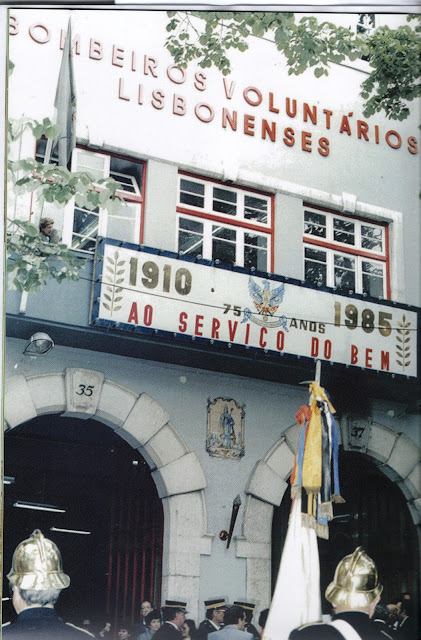 BOMBEIROS VOLUNTÁRIOS
LISBONENSES
1910 1985
75 ANOS
AO SERVIÇO DO BEM
35
37